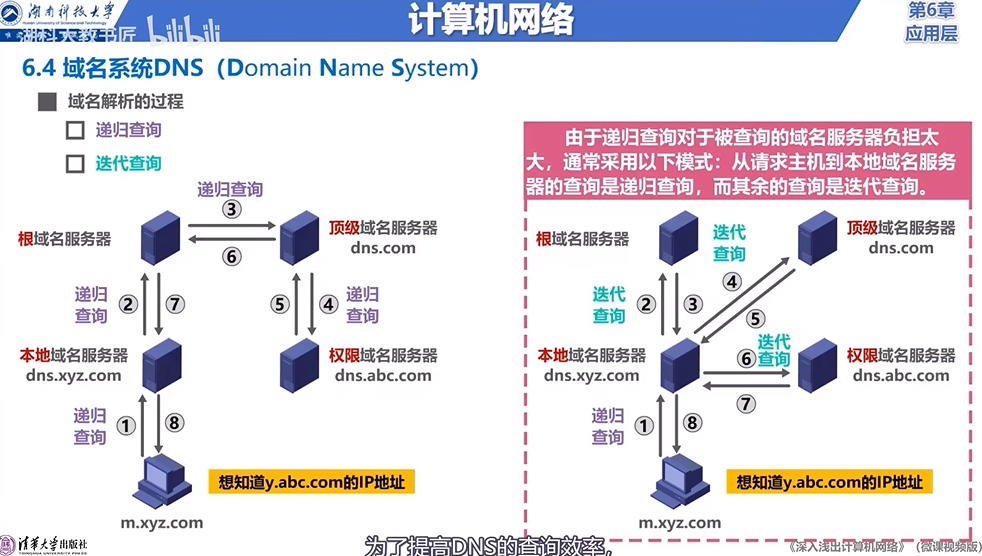 湖南科技大学
Hunan University of Science and Technology
湖科大教书匠 bilibili
计算机网络
第6章
应用层
6.4 域名系统DNS（Domain Name System）
域名解析的过程
递归查询
迭代查询
递归查询
③
根域名服务器
顶级域名服务器
dns.com
⑥
递归
查询
②
⑦
⑤
④
递归
查询
本地域名服务器
dns.xyz.com
权限域名服务器
dns.abc.com
递归
查询
①
⑧
想知道y.abc.com的IP地址
m.xyz.com
由于递归查询对于被查询的域名服务器负担太
大，通常采用以下模式：从请求主机到本地域名服务
器的查询是递归查询，而其余的查询是迭代查询。
根域名服务器
迭代
查询
顶级域名服务器
dns.com
迭代
查询
②
③
④
⑤
本地域名服务器
dns.xyz.com
迭代
查询
⑥
⑦
权限域名服务器
dns.abc.com
递归
查询
①
⑧
想知道y.abc.com的IP地址
m.xyz.com
清华大学出版社
TSINGHUA UNIVERSITY PRESS
为了提高DNS的查询效率，
《深入浅出计算机网络》（微课视频版）